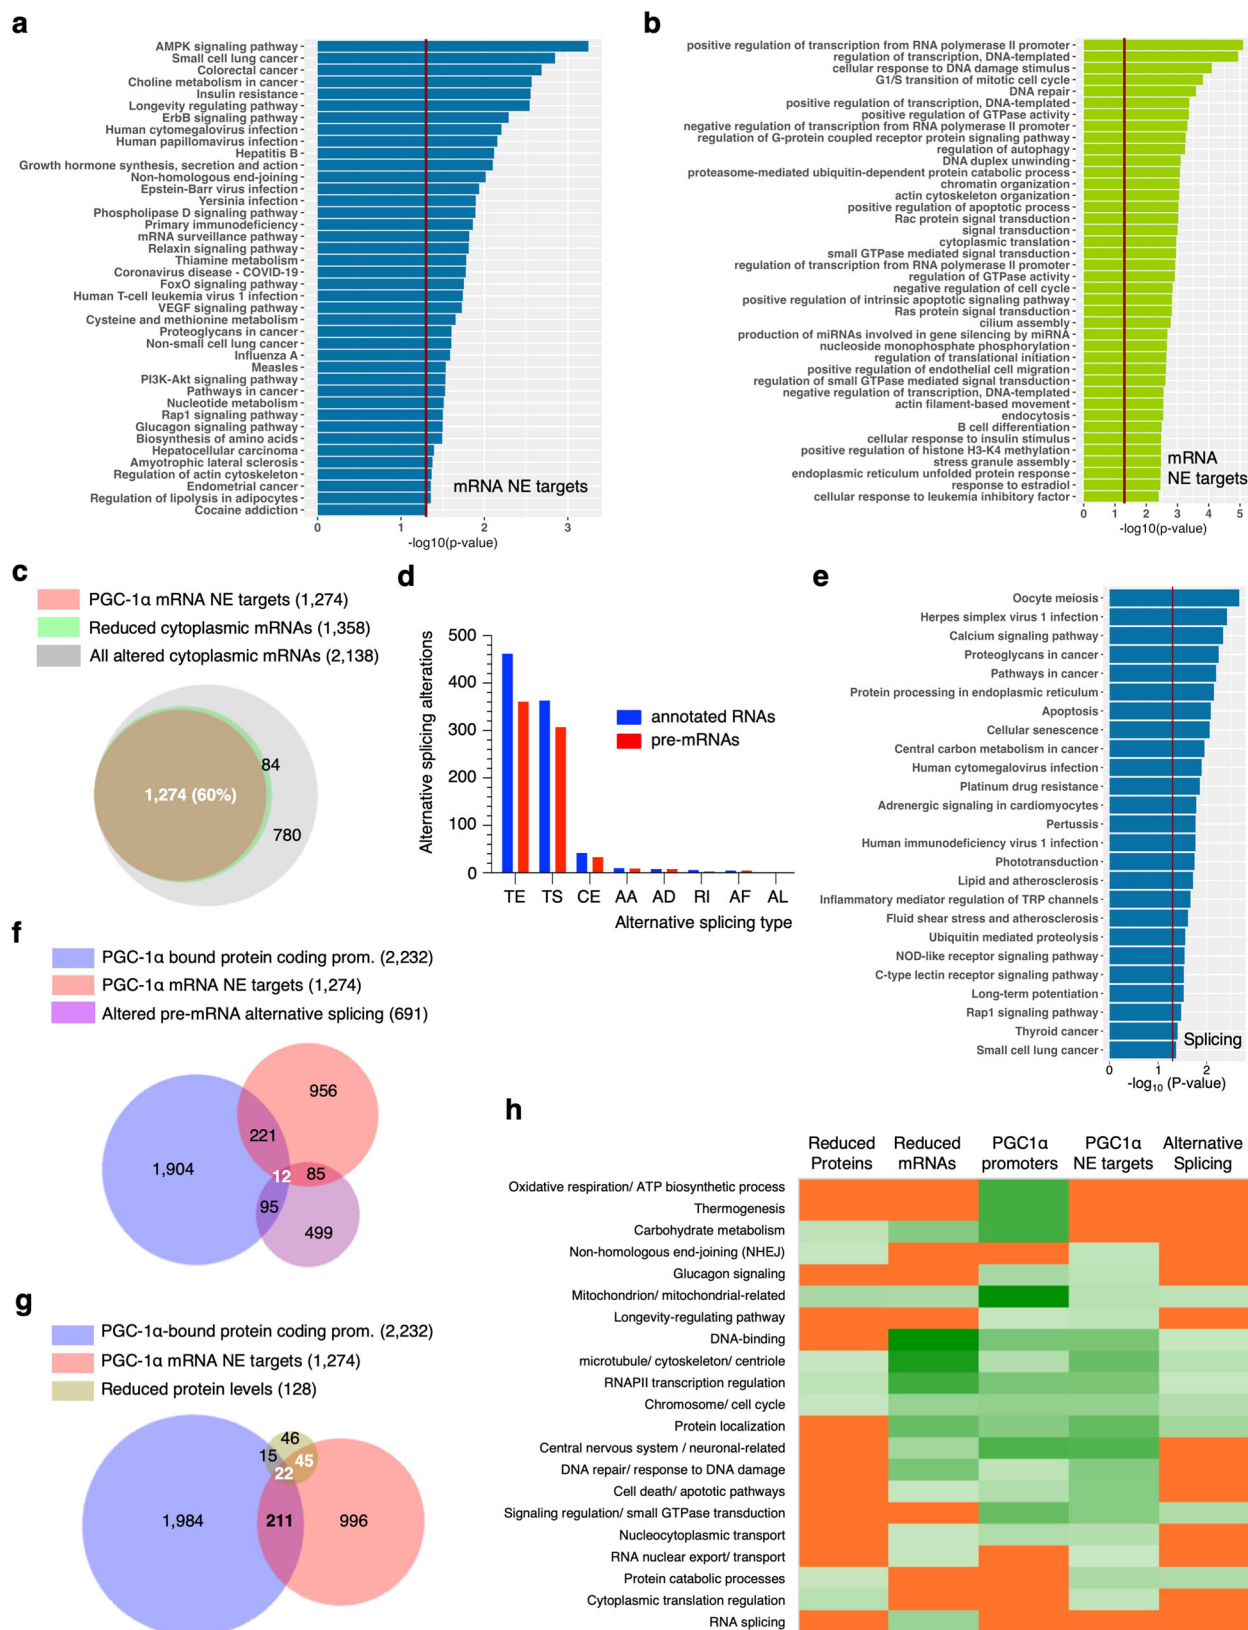 a
AMPK signaling pathway
Small cell lung cancer
Colorectal cancer
Choline metabolism in cancer
Insulin resistance
Longevity regulating pathway
ErbB signaling pathway
Human cytomegalovirus infection
Human papillomavirus infection
Hepatitis B
Growth hormone synthesis, secretion and action
Non-homologous end-joining
Epstein-Barr virus infection
Yersinia infection
Phospholipase D signaling pathway
Primary immunodeficiency
mRNA surveillance pathway
Relaxin signaling pathway
Thiamine metabolism
Coronavirus disease - COVID-19
FoxO signaling pathway
Human T-cell leukemia virus 1 infection
VEGF signaling pathway
Cysteine and methionine metabolism
Proteoglycans in cancer
Non-small cell lung cancer
Influenza A
Measles
PI3K-Akt signaling pathway
Pathways in cancer
Nucleotide metabolism
Rap1 signaling pathway
Glucagon signaling pathway
Biosynthesis of amino acids
Hepatocellular carcinoma
Amyotrophic lateral sclerosis
Regulation of actin cytoskeleton
Endometrial cancer
Regulation of lipolysis in adipocytes
Cocaine addiction
mRNA NE targets
0 1 2 3
-log10(p-value)
b
positive regulation of transcription from RNA polymerase II promoter
regulation of transcription, DNA-templated
cellular response to DNA damage stimulus
G1/S transition of mitotic cell cycle
DNA repair
positive regulation of transcription, DNA-templated
positive regulation of GTPase activity
negative regulation of transcription from RNA polymerase II promoter
regulation of G-protein coupled receptor protein signaling pathway
regulation of autophagy
DNA duplex unwinding
proteasome-mediated ubiquitin-dependent protein catabolic process
chromatin organization
actin cytoskeleton organization
positive regulation of apoptotic process
Rac protein signal transduction
signal transduction
cytoplasmic translation
small GTPase mediated signal transduction
regulation of transcription from RNA polymerase II promoter
regulation of GTPase activity
negative regulation of cell cycle
positive regulation of intrinsic apoptotic signaling pathway
Ras protein signal transduction
cilium assembly
production of miRNAs involved in gene silencing by miRNA
nucleoside monophosphate phosphorylation
regulation of translational initiation
positive regulation of endothelial cell migration
regulation of small GTPase mediated signal transduction
negative regulation of transcription, DNA-templated
actin filament-based movement
endocytosis
B cell differentiation
cellular response to insulin stimulus
positive regulation of histone H3-K4 methylation
stress granule assembly
endoplasmic reticulum unfolded protein response
response to estradiol
cellular response to leukemia inhibitory factor
mRNA
NE targets
0 1 2 3 4 5
-log10(p-value)
c
PGC-1α mRNA NE targets (1,274)
Reduced cytoplasmic mRNAs (1,358)
All altered cytoplasmic mRNAs (2,138)
84
1,274 (60%)
780
d
Alternative splicing alterations
500
400
300
200
100
0
annotated RNAs
pre-mRNAs
TE TS CE AA AD RI AF AL
Alternative splicing type
e
Oocyte meiosis
Herpes simplex virus 1 infection
Calcium signaling pathway
Proteoglycans in cancer
Pathways in cancer
Protein processing in endoplasmic reticulum
Apoptosis
Cellular senescence
Central carbon metabolism in cancer
Human cytomegalovirus infection
Platinum drug resistance
Adrenergic signaling in cardiomyocytes
Pertussis
Human immunodeficiency virus 1 infection
Phototransduction
Lipid and atherosclerosis
Inflammatory mediator regulation of TRP channels
Fluid shear stress and atherosclerosis
Ubiquitin mediated proteolysis
NOD-like receptor signaling pathway
C-type lectin receptor signaling pathway
Long-term potentiation
Rap1 signaling pathway
Thyroid cancer
Small cell lung cancer
Splicing
0 1 2
-log₁₀ (P-value)
f
PGC-1α bound protein coding prom. (2,232)
PGC-1α mRNA NE targets (1,274)
Altered pre-mRNA alternative splicing (691)
956
221
1,904
12 85
95
499
g
PGC-1α-bound protein coding prom. (2,232)
PGC-1α mRNA NE targets (1,274)
Reduced protein levels (128)
46
15
45
22
1,984
211
996
h
Reduced Proteins
Reduced mRNAs
PGC1α promoters
PGC1α NE targets
Alternative Splicing
Oxidative respiration/ ATP biosynthetic process
Thermogenesis
Carbohydrate metabolism
Non-homologous end-joining (NHEJ)
Glucagon signaling
Mitochondrion/ mitochondrial-related
Longevity-regulating pathway
DNA-binding
microtubule/ cytoskeleton/ centriole
RNAPII transcription regulation
Chromosome/ cell cycle
Protein localization
Central nervous system / neuronal-related
DNA repair/ response to DNA damage
Cell death/ apoptotic pathways
Signaling regulation/ small GTPase transduction
Nucleocytoplasmic transport
RNA nuclear export/ transport
Protein catabolic processes
Cytoplasmic translation regulation
RNA splicing